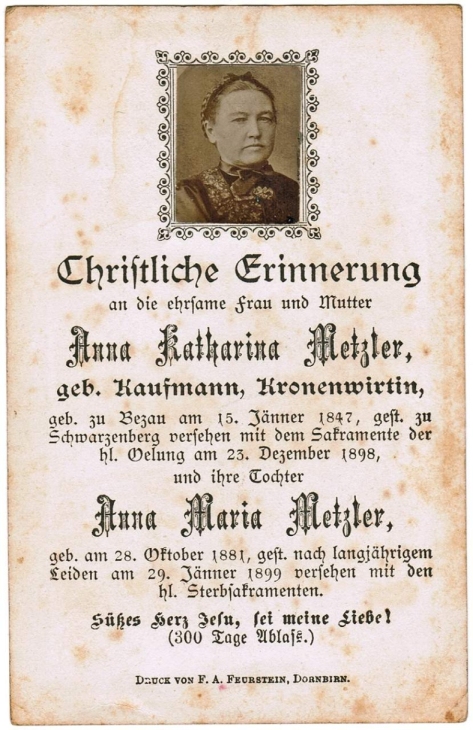 Christliche Erinnerung
an die ehrsame Frau und Mutter
Anna Katharina Metzler,
geb. Kaufmann, Kronenwirtin,
geb. zu Bezau am 15. Jänner 1847, gest. zu
Schwarzenberg versehen mit dem Sakramente der
hl. Oelung am 23. Dezember 1898,
und ihre Tochter
Anna Maria Metzler,
geb. am 28. Oktober 1881, gest. nach langjährigem
Leiden am 29. Jänner 1899 versehen mit den
hl. Sterbsakramenten.
Süßes Herz Jesu, sei meine Liebe!
(300 Tage Ablass.)
Druck von F. A. Feurstein, Dornbirn.